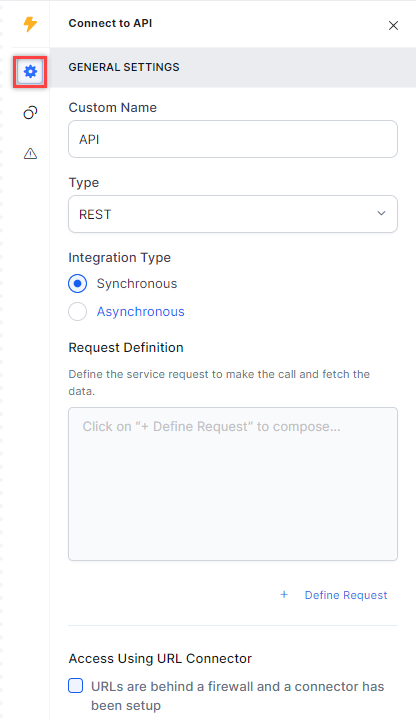 Connect to API
GENERAL SETTINGS
Custom Name
API
Type
REST
Integration Type
Synchronous
Asynchronous
Request Definition
Define the service request to make the call and fetch the
data.
Click on "+ Define Request" to compose...
+ Define Request
Access Using URL Connector
URLs are behind a firewall and a connector has
been setup